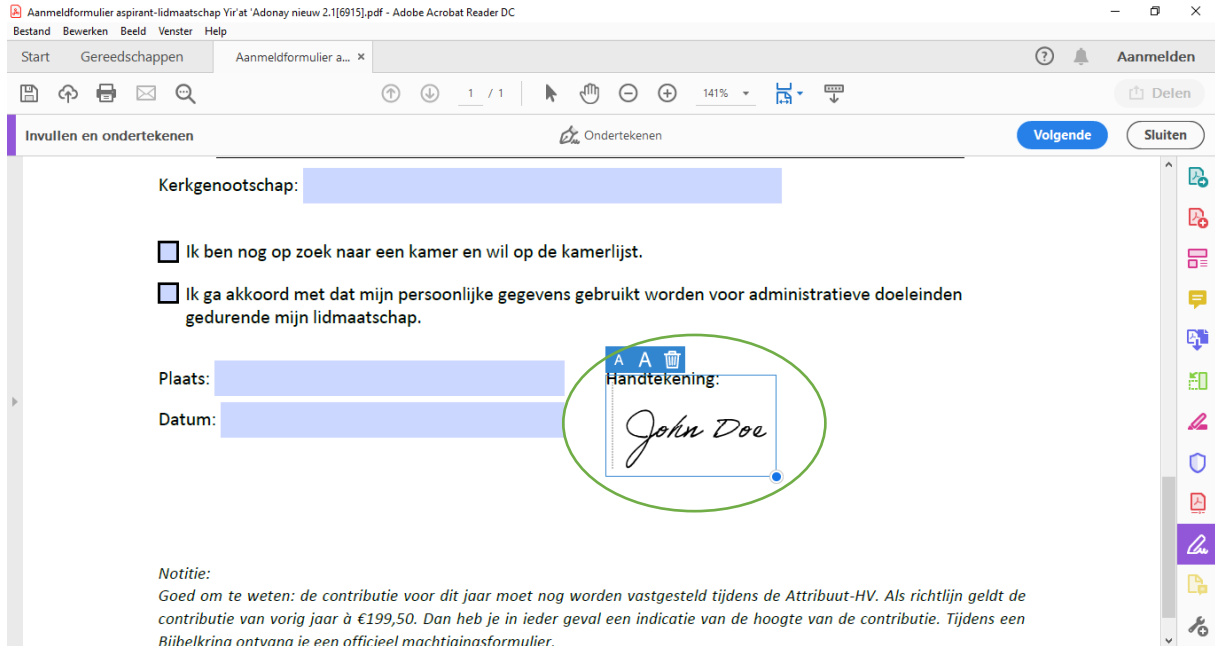 Aanmeldformulier aspirant-lidmaatschap Yir'at 'Adonay nieuw 2.1[6915].pdf - Adobe Acrobat Reader DC
Bestand Bewerken Beeld Venster Help
Start Gereedschappen Aanmeldformulier a... × Aanmelden
1 / 1 141% Delen
Invullen en ondertekenen Ondertekenen Volgende Sluiten
Kerkgenootschap:
Ik ben nog op zoek naar een kamer en wil op de kamerlijst.
Ik ga akkoord met dat mijn persoonlijke gegevens gebruikt worden voor administratieve doeleinden
gedurende mijn lidmaatschap.
A A
Plaats: Handtekening:
Datum: John Doe
Notitie:
Goed om te weten: de contributie voor dit jaar moet nog worden vastgesteld tijdens de Attribuut-HV. Als richtlijn geldt de
contributie van vorig jaar à €199,50. Dan heb je in ieder geval een indicatie van de hoogte van de contributie. Tijdens een
Bijbelkring ontvang je een officieel machtigingsformulier.